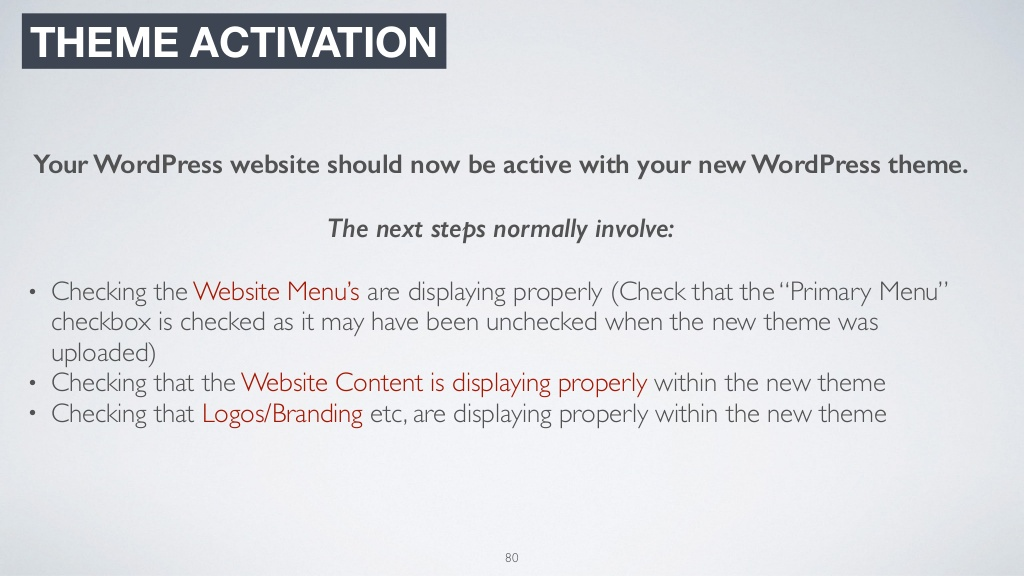 THEME ACTIVATION
Your WordPress website should now be active with your new WordPress theme.
The next steps normally involve:
• Checking the Website Menu’s are displaying properly (Check that the “Primary Menu”
checkbox is checked as it may have been unchecked when the new theme was
uploaded)
• Checking that the Website Content is displaying properly within the new theme
• Checking that Logos/Branding etc, are displaying properly within the new theme
80